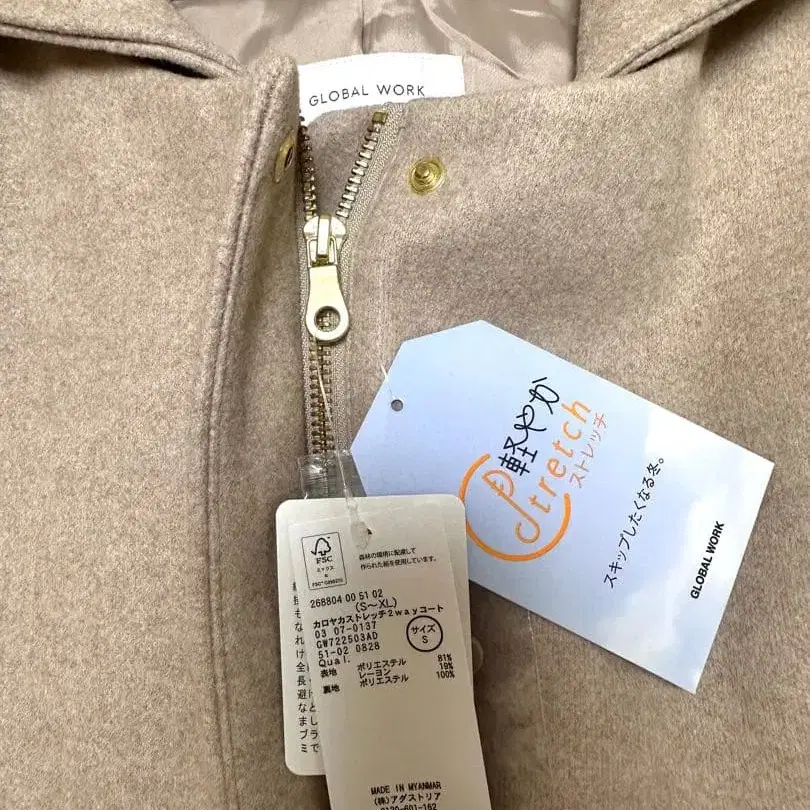 GLOBAL WORK
軽やか
Stretch
ストレッチ
スキップしたくなる冬。
GLOBAL WORK
FSC
ミックス
森林の環境に配慮して
作られた紙を使用しています。
268804 00 51 02
(S〜XL)
カロヤカストレッチ2wayコート
03 07-0137
GW722503AD
51-02 0828
サイズ
S
Qual.
表地 ポリエステル 81%
レーヨン 19%
裏地 ポリエステル 100%
MADE IN MYANMAR
(株)アダストリア
0120-601-162